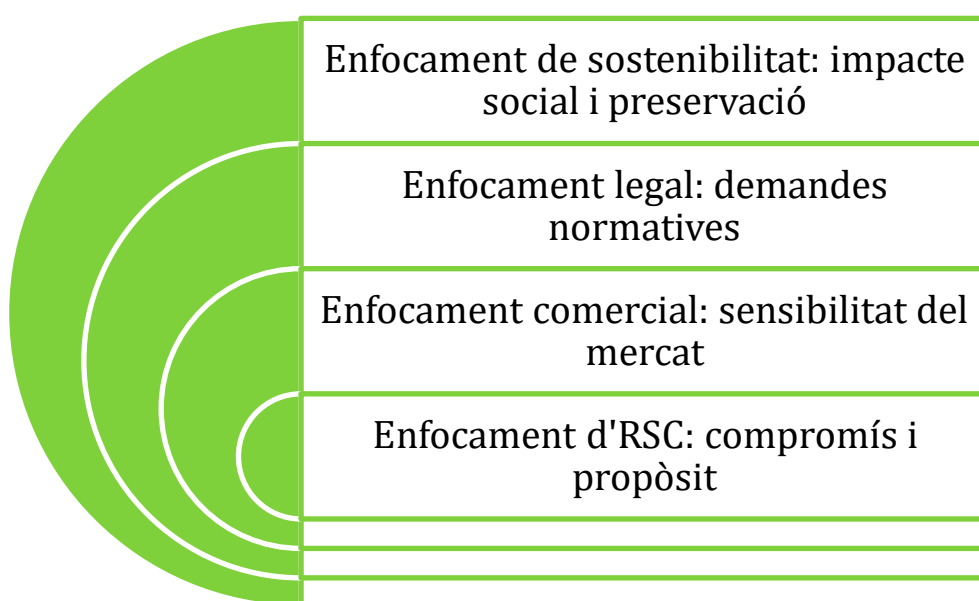 Enfocament de sostenibilitat: impacte
social i preservació
Enfocament legal: demandes
normatives
Enfocament comercial: sensibilitat del
mercat
Enfocament d'RSC: compromís i
propòsit